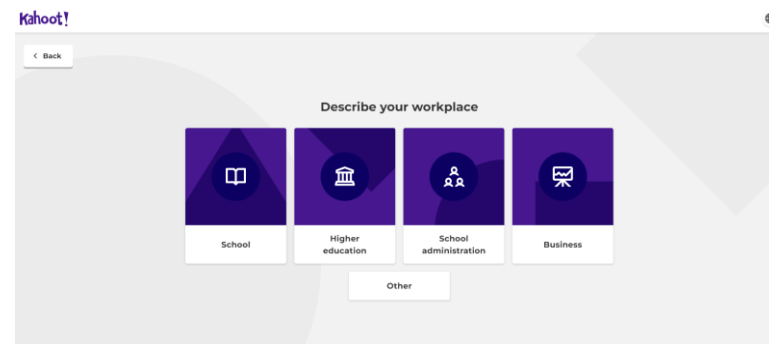 Kahoot!
Back
Describe your workplace
School
Higher
education
School
administration
Business
Other